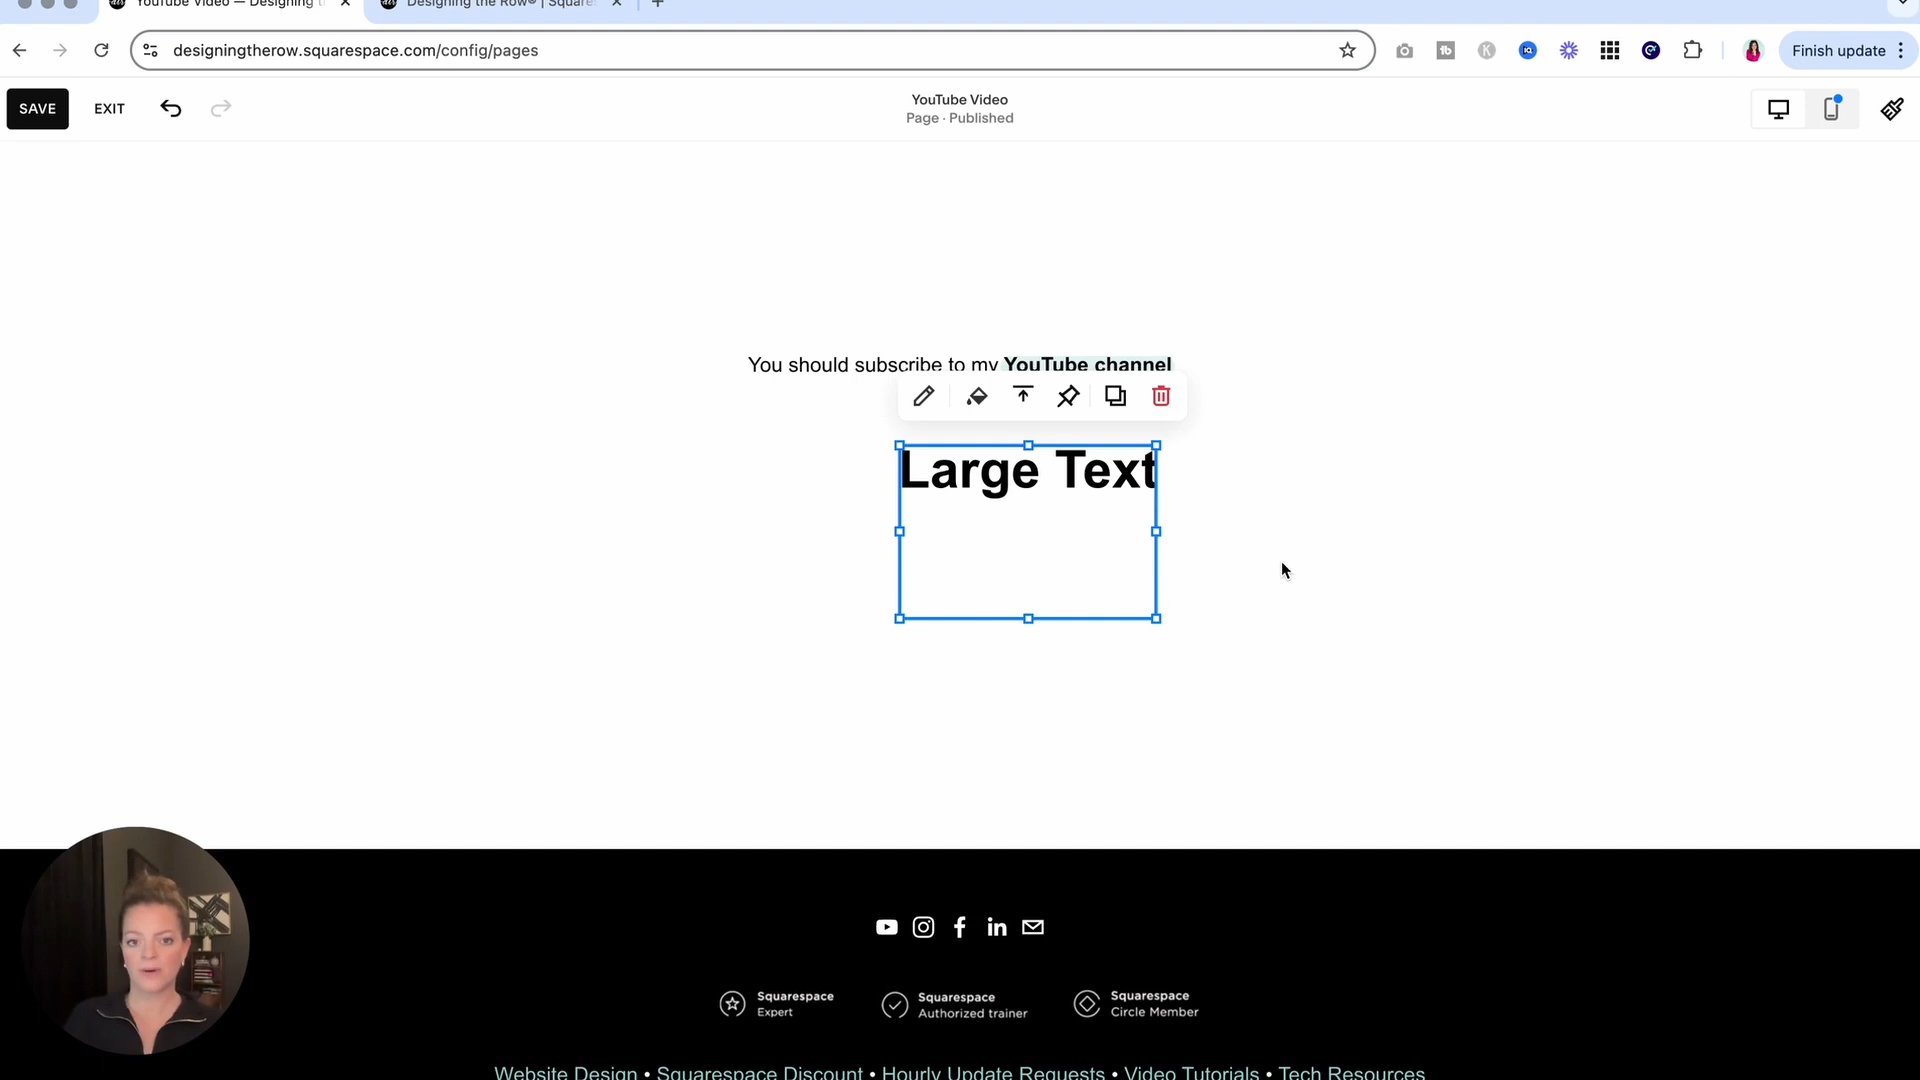 YouTube Video — Designing t
Designing the Row® | Square
designingtherow.squarespace.com/config/pages
Finish update
SAVE
EXIT
YouTube Video
Page · Published
You should subscribe to my YouTube channel
Large Text
Squarespace
Expert
Squarespace
Authorized trainer
Squarespace
Circle Member
Website Design • Squarespace Discount • Hourly Update Requests • Video Tutorials • Tech Resources